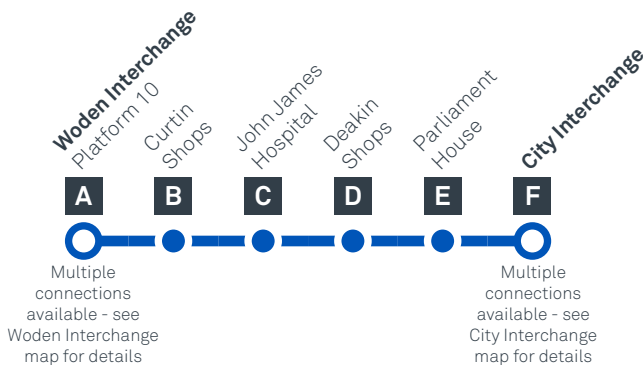 Woden Interchange
Platform 10
Curtin
Shops
John James
Hospital
Deakin
Shops
Parliament
House
City Interchange
A
B
C
D
E
F
Multiple
connections
available - see
Woden Interchange
map for details
Multiple
connections
available - see
City Interchange
map for details